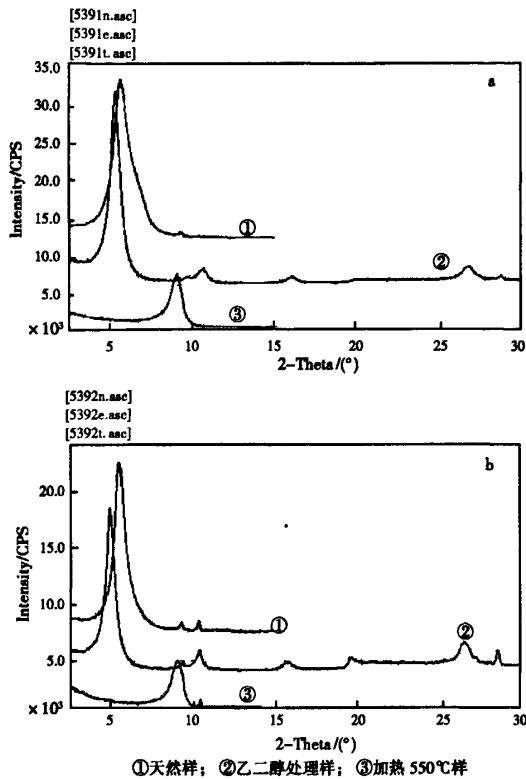 [5391n.asc]
[5391e.asc]
[5391t.asc]
a
35.0
30.0
25.0
20.0
15.0
10.0
5.0
×10³
Intensity/CPS
①
②
③
5 10 15 20 25 30
2-Theta/(°)
[5392n.asc]
[5392e.asc]
[5392t.asc]
b
20.0
15.0
10.0
5.0
×10³
Intensity/CPS
①
②
③
5 10 15 20 25 30
2-Theta/(°)
①天然样; ②乙二醇处理样; ③加热 550℃样